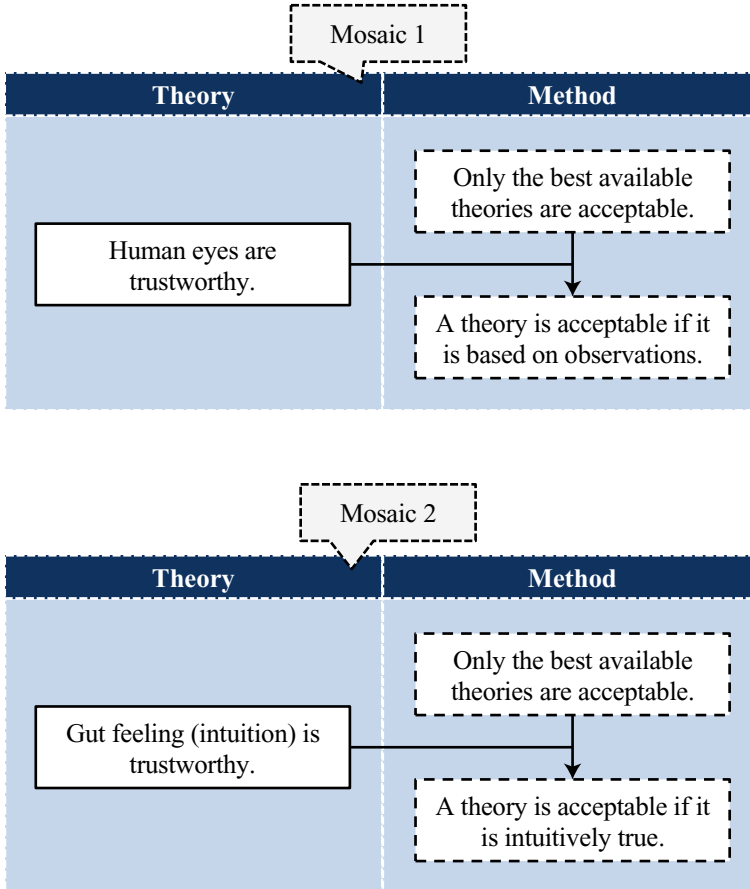 Mosaic 1
Theory
Method
Only the best available
theories are acceptable.
Human eyes are
trustworthy.
A theory is acceptable if it
is based on observations.
Mosaic 2
Theory
Method
Only the best available
theories are acceptable.
Gut feeling (intuition) is
trustworthy.
A theory is acceptable if it
is intuitively true.